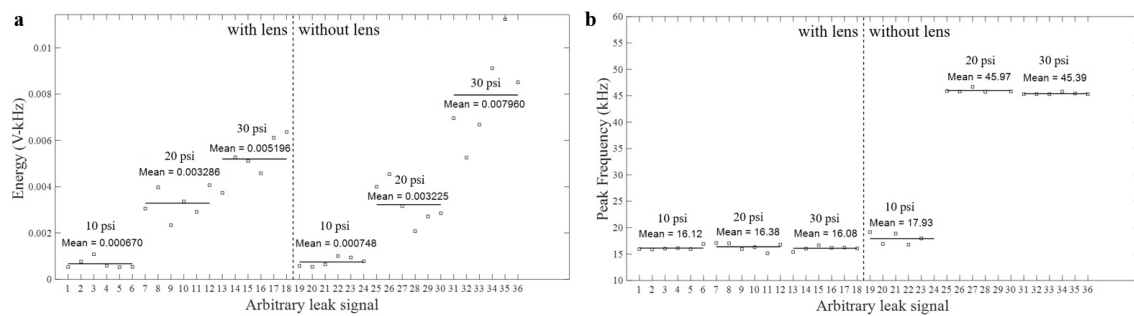 a
with lens
without lens
0.01
0.008
0.006
0.004
0.002
0
Energy (V-kHz)
10 psi
Mean = 0.000670
20 psi
Mean = 0.003286
30 psi
Mean = 0.005196
10 psi
Mean = 0.000748
20 psi
Mean = 0.003225
30 psi
Mean = 0.007960
1 2 3 4 5 6 7 8 9 10 11 12 13 14 15 16 17 18 19 20 21 22 23 24 25 26 27 28 29 30 31 32 33 34 35 36
Arbitrary leak signal
b
with lens
without lens
60
55
50
45
40
35
30
25
20
15
10
Peak Frequency (kHz)
10 psi
Mean = 16.12
20 psi
Mean = 16.38
30 psi
Mean = 16.08
10 psi
Mean = 17.93
20 psi
Mean = 45.97
30 psi
Mean = 45.39
1 2 3 4 5 6 7 8 9 10 11 12 13 14 15 16 17 18 19 20 21 22 23 24 25 26 27 28 29 30 31 32 33 34 35 36
Arbitrary leak signal